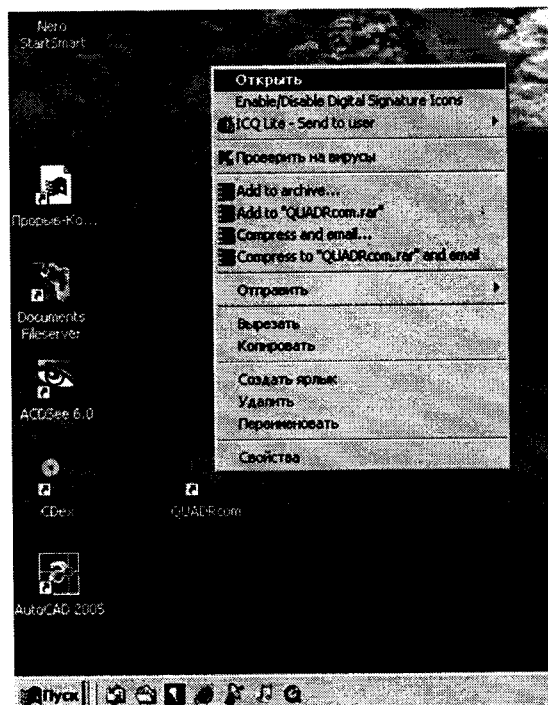 Nero
StartSmart
Открыть
Enable/Disable Digital Signature Icons
ICQ Lite - Send to user
Проверить на вирусы
Add to archive...
Add to "QUADRcom.rar"
Compress and email...
Compress to "QUADRcom.rar" and email
Отправить
Вырезать
Копировать
Создать ярлык
Удалить
Переименовать
Свойства
Прорыв-Ко...
Documents
Fileserver
ACDSee 6.0
CDex
QUADRcom
AutoCAD 2005
Пуск